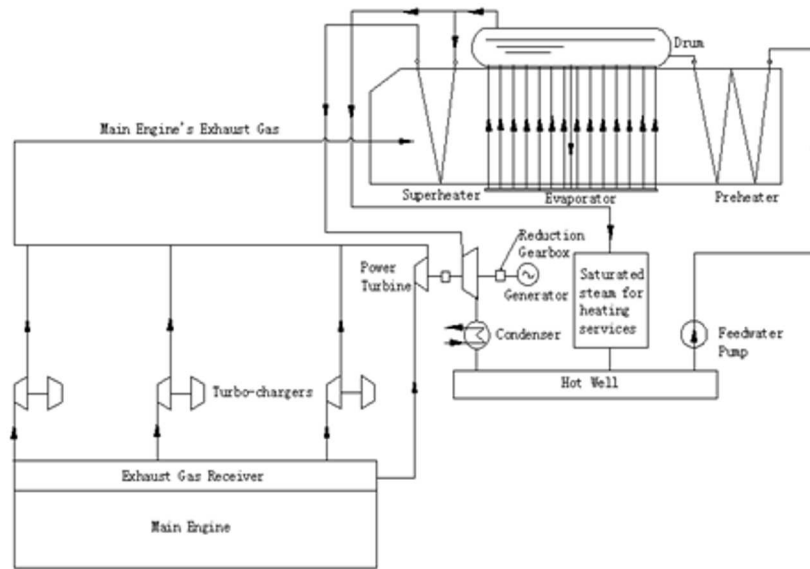 Drum
Main Engine's Exhaust Gas
Superheater
Evaporator
Preheater
Reduction
Gearbox
Power
Turbine
Generator
Saturated
steam for
heating
services
Condenser
Feedwater
Pump
Hot Well
Turbo-chargers
Exhaust Gas Receiver
Main Engine